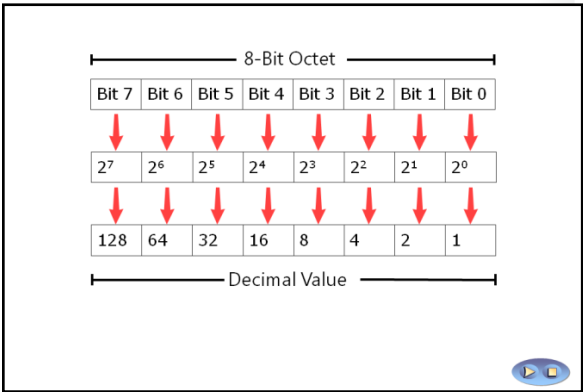 8-Bit Octet
Bit 7 Bit 6 Bit 5 Bit 4 Bit 3 Bit 2 Bit 1 Bit 0
2⁷ 2⁶ 2⁵ 2⁴ 2³ 2² 2¹ 2⁰
128 64 32 16 8 4 2 1
Decimal Value